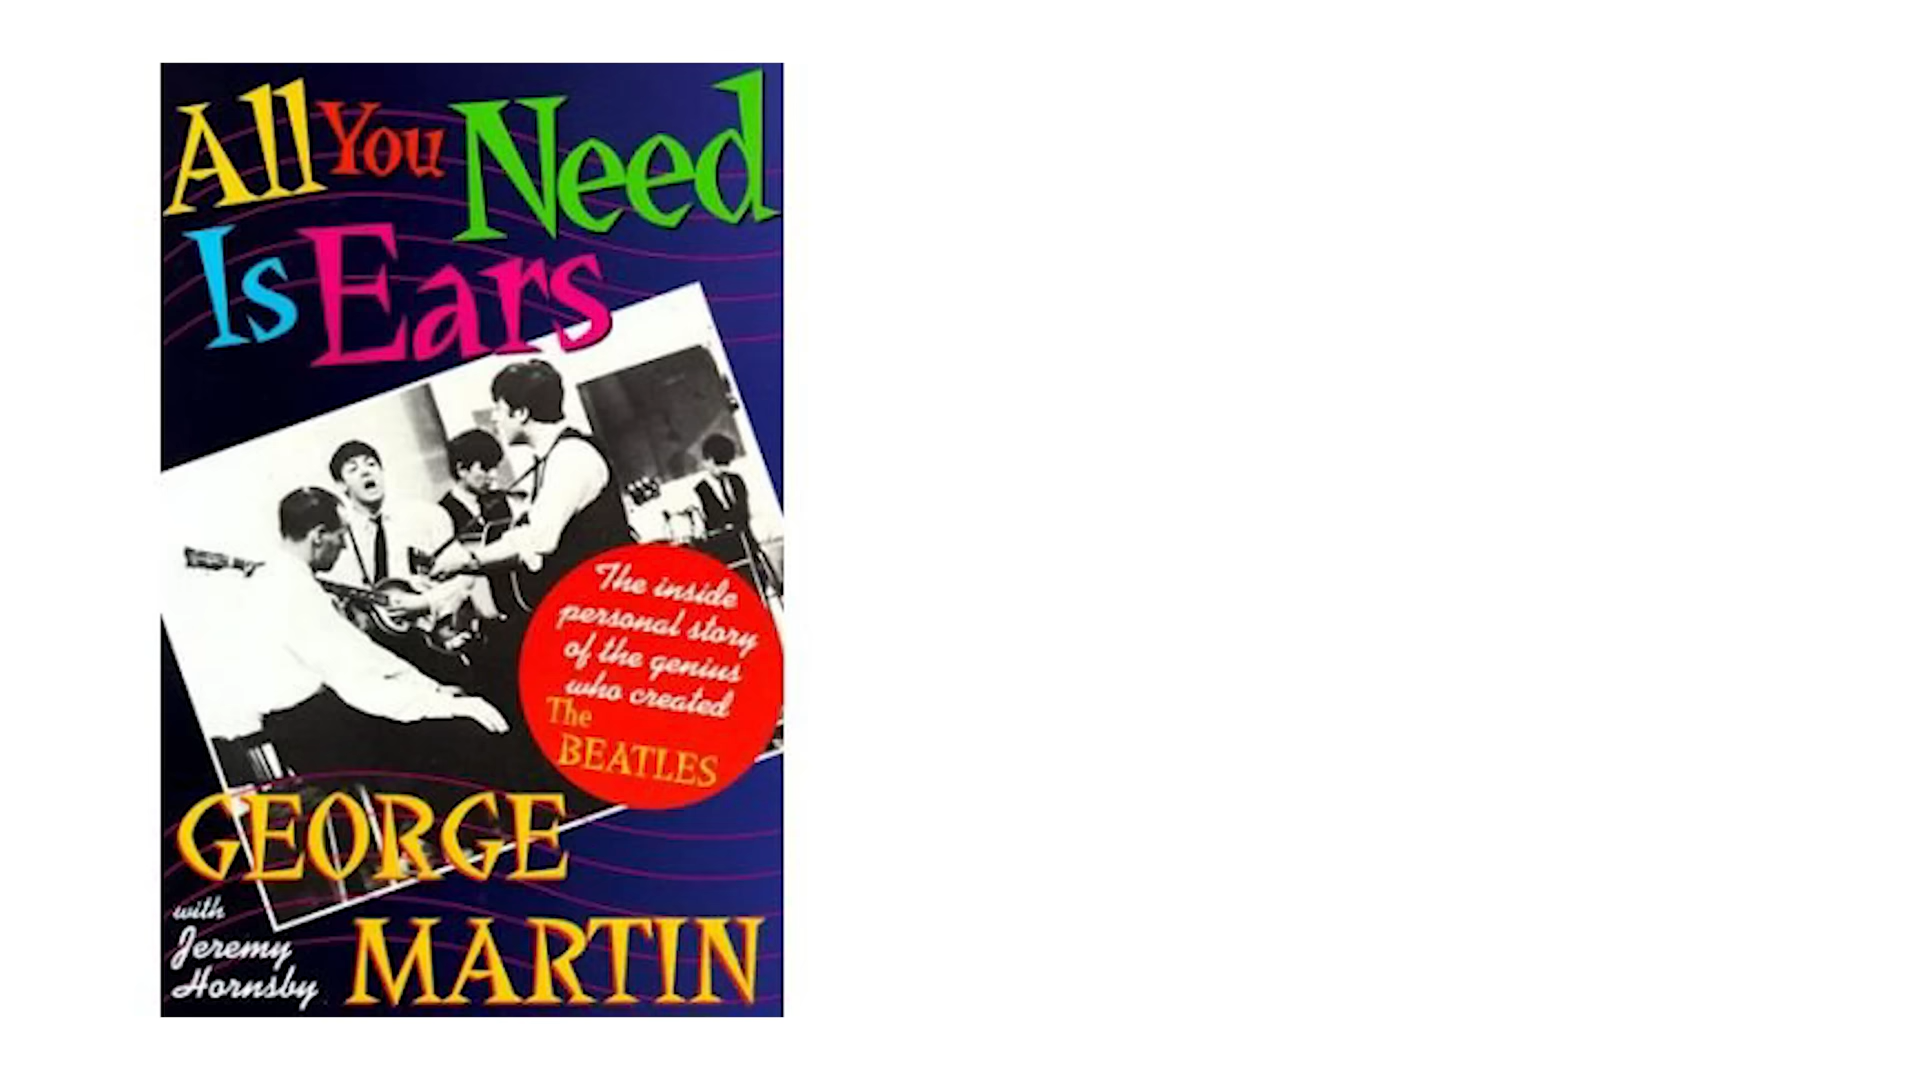 All You Need
Is Ears
The inside
personal story
of the genius
who created
The
BEATLES
GEORGE
with
Jeremy
Hornsby
MARTIN